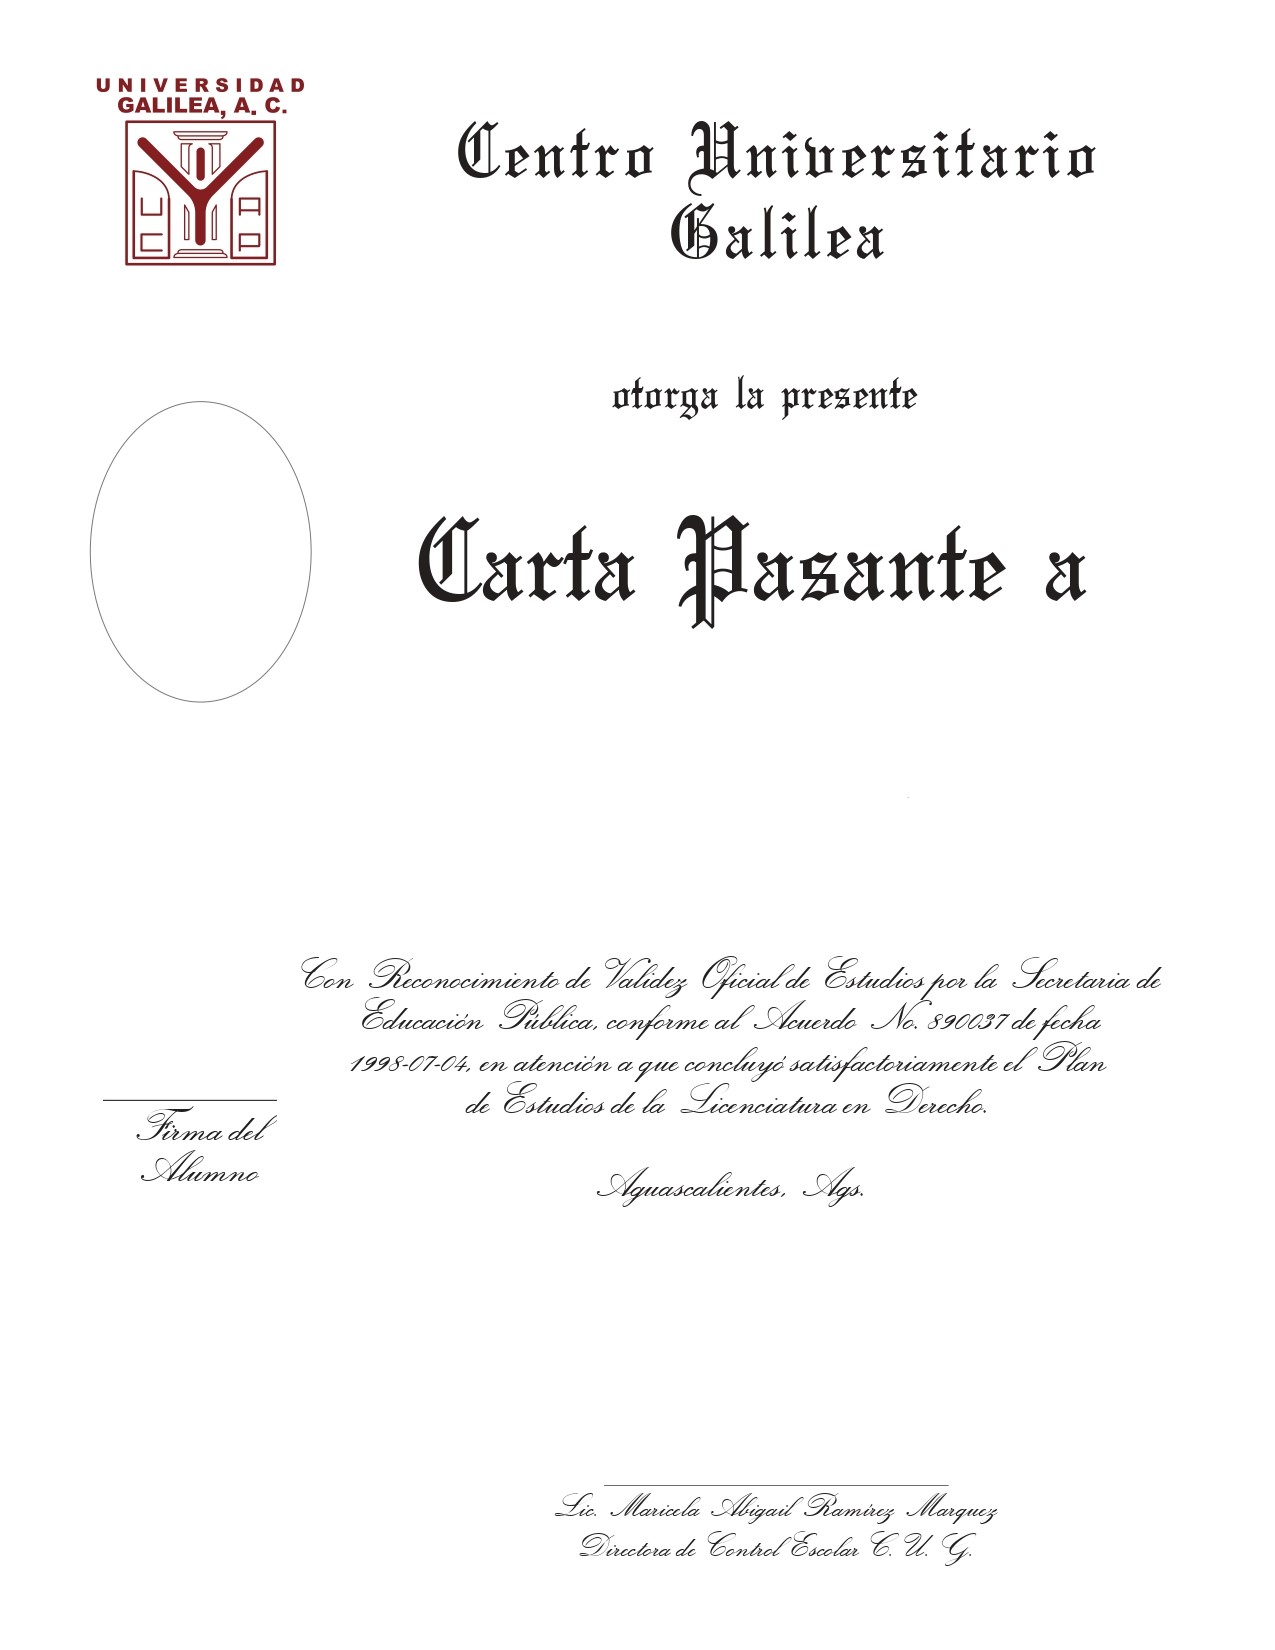 UNIVERSIDAD
GALILEA, A. C.
U A
C P
Centro Universitario
Galilea
otorga la presente
Carta Pasante a
Con Reconocimiento de Validez Oficial de Estudios por la Secretaria de
Educación Pública, conforme al Acuerdo No. 890037 de fecha
1998-07-04, en atención a que concluyó satisfactoriamente el Plan
de Estudios de la Licenciatura en Derecho.
Firma del
Alumno
Aguascalientes, Ags.
Lic. Maricela Abigail Ramírez Marquez
Directora de Control Escolar C. U. G.